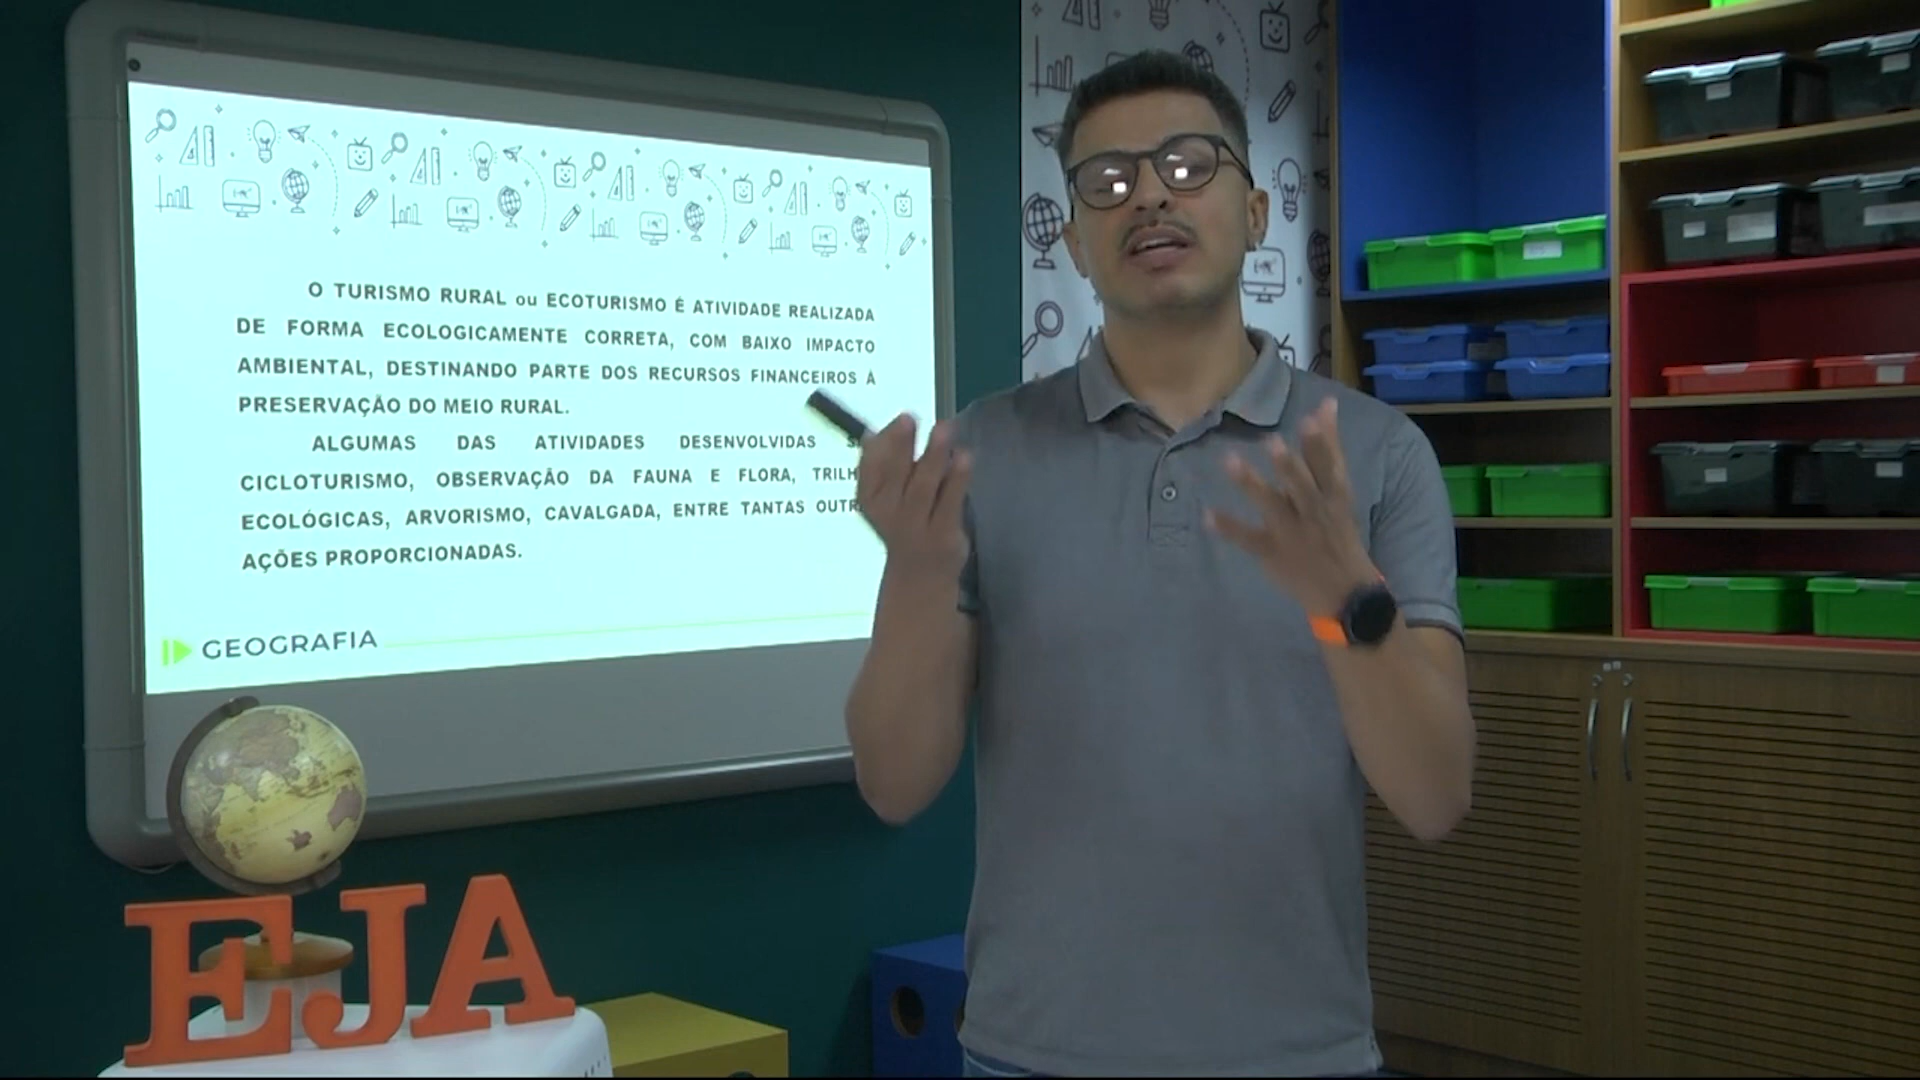 O TURISMO RURAL ou ECOTURISMO É ATIVIDADE REALIZADA
DE FORMA ECOLOGICAMENTE CORRETA, COM BAIXO IMPACTO
AMBIENTAL, DESTINANDO PARTE DOS RECURSOS FINANCEIROS À
PRESERVAÇÃO DO MEIO RURAL.
ALGUMAS DAS ATIVIDADES DESENVOLVIDAS
CICLOTURISMO, OBSERVAÇÃO DA FAUNA E FLORA,
ECOLÓGICAS, ARVORISMO, CAVALGADA, ENTRE TANTAS
AÇÕES PROPORCIONADAS.
GEOGRAFIA
EJA